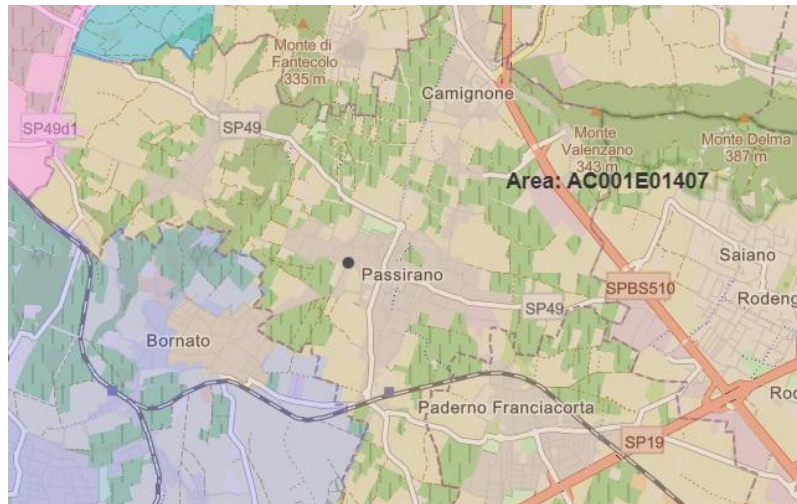 Monte di
Fantecolo
335 m
Camignone
SP49d1
SP49
Monte
Valenzano
343 m
Monte Delma
387 m
Area: AC001E01407
Saiano
Passirano
SPBS510
Rodeng
SP49
Bornato
Paderno Franciacorta
Roc
SP19